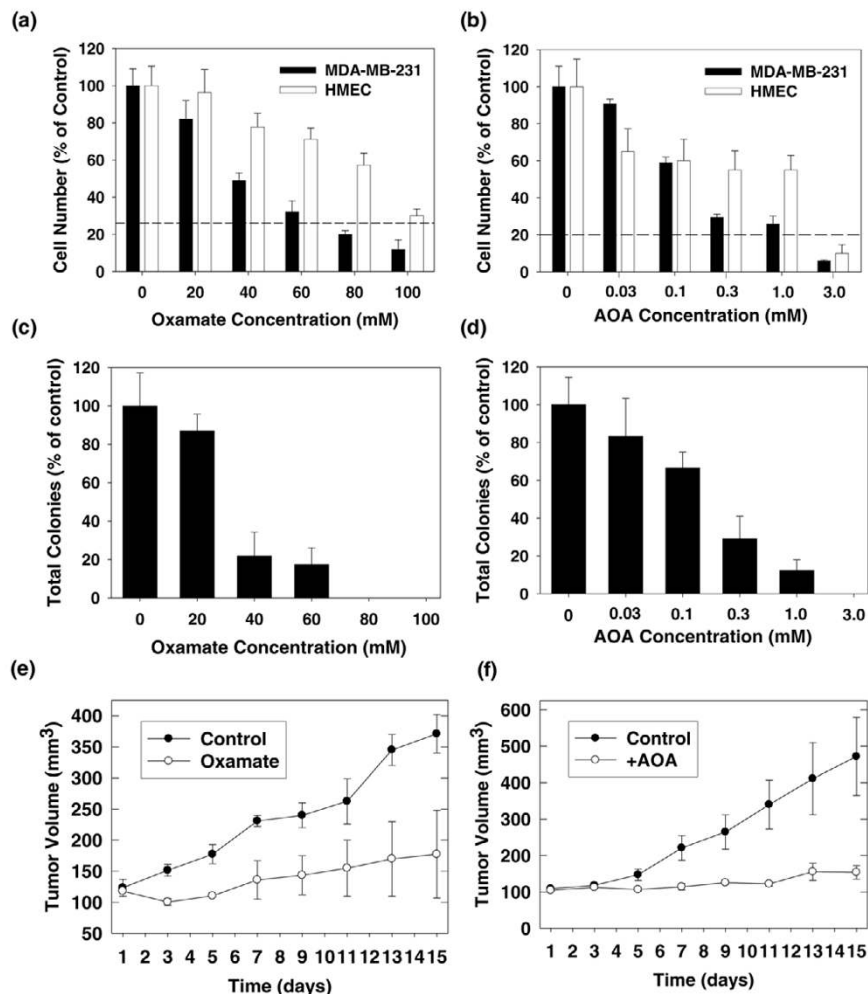 (a)
120
100
80
60
40
20
0
Cell Number (% of Control)
MDA-MB-231
HMEC
0 20 40 60 80 100
Oxamate Concentration (mM)
(b)
120
100
80
60
40
20
0
Cell Number (% of Control)
MDA-MB-231
HMEC
0 0.03 0.1 0.3 1.0 3.0
AOA Concentration (mM)
(c)
120
100
80
60
40
20
0
Total Colonies (% of control)
0 20 40 60 80 100
Oxamate Concentration (mM)
(d)
120
100
80
60
40
20
0
Total Colonies (% of control)
0 0.03 0.1 0.3 1.0 3.0
AOA Concentration (mM)
(e)
400
350
300
250
200
150
100
50
Tumor Volume (mm³)
Control
Oxamate
1 2 3 4 5 6 7 8 9 10 11 12 13 14 15
Time (days)
(f)
600
500
400
300
200
100
0
Tumor Volume (mm³)
Control
+AOA
1 2 3 4 5 6 7 8 9 10 11 12 13 14 15
Time (days)